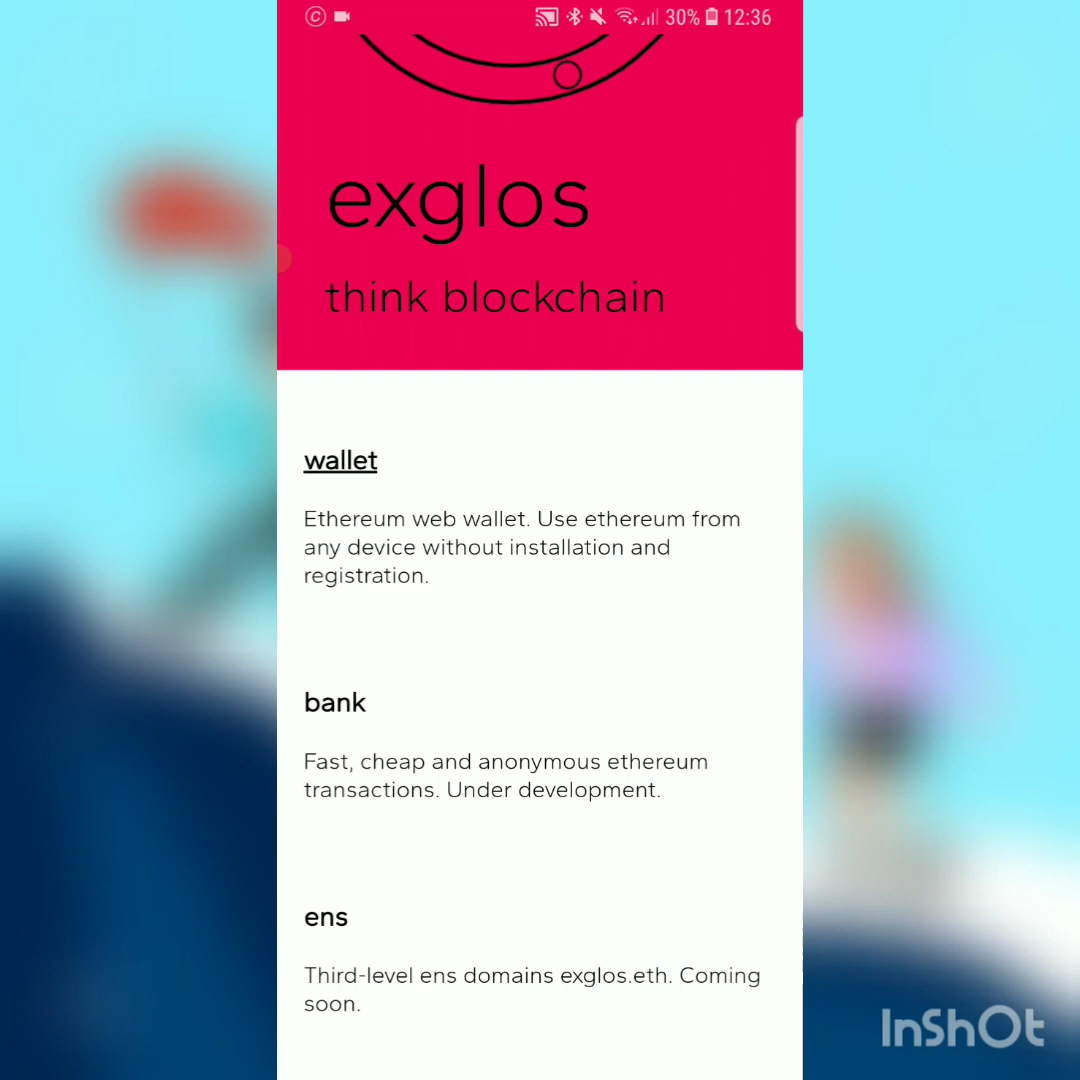 30% 12:36
exglos
think blockchain
wallet
Ethereum web wallet. Use ethereum from
any device without installation and
registration.
bank
Fast, cheap and anonymous ethereum
transactions. Under development.
ens
Third-level ens domains exglos.eth. Coming
soon.
InShOt